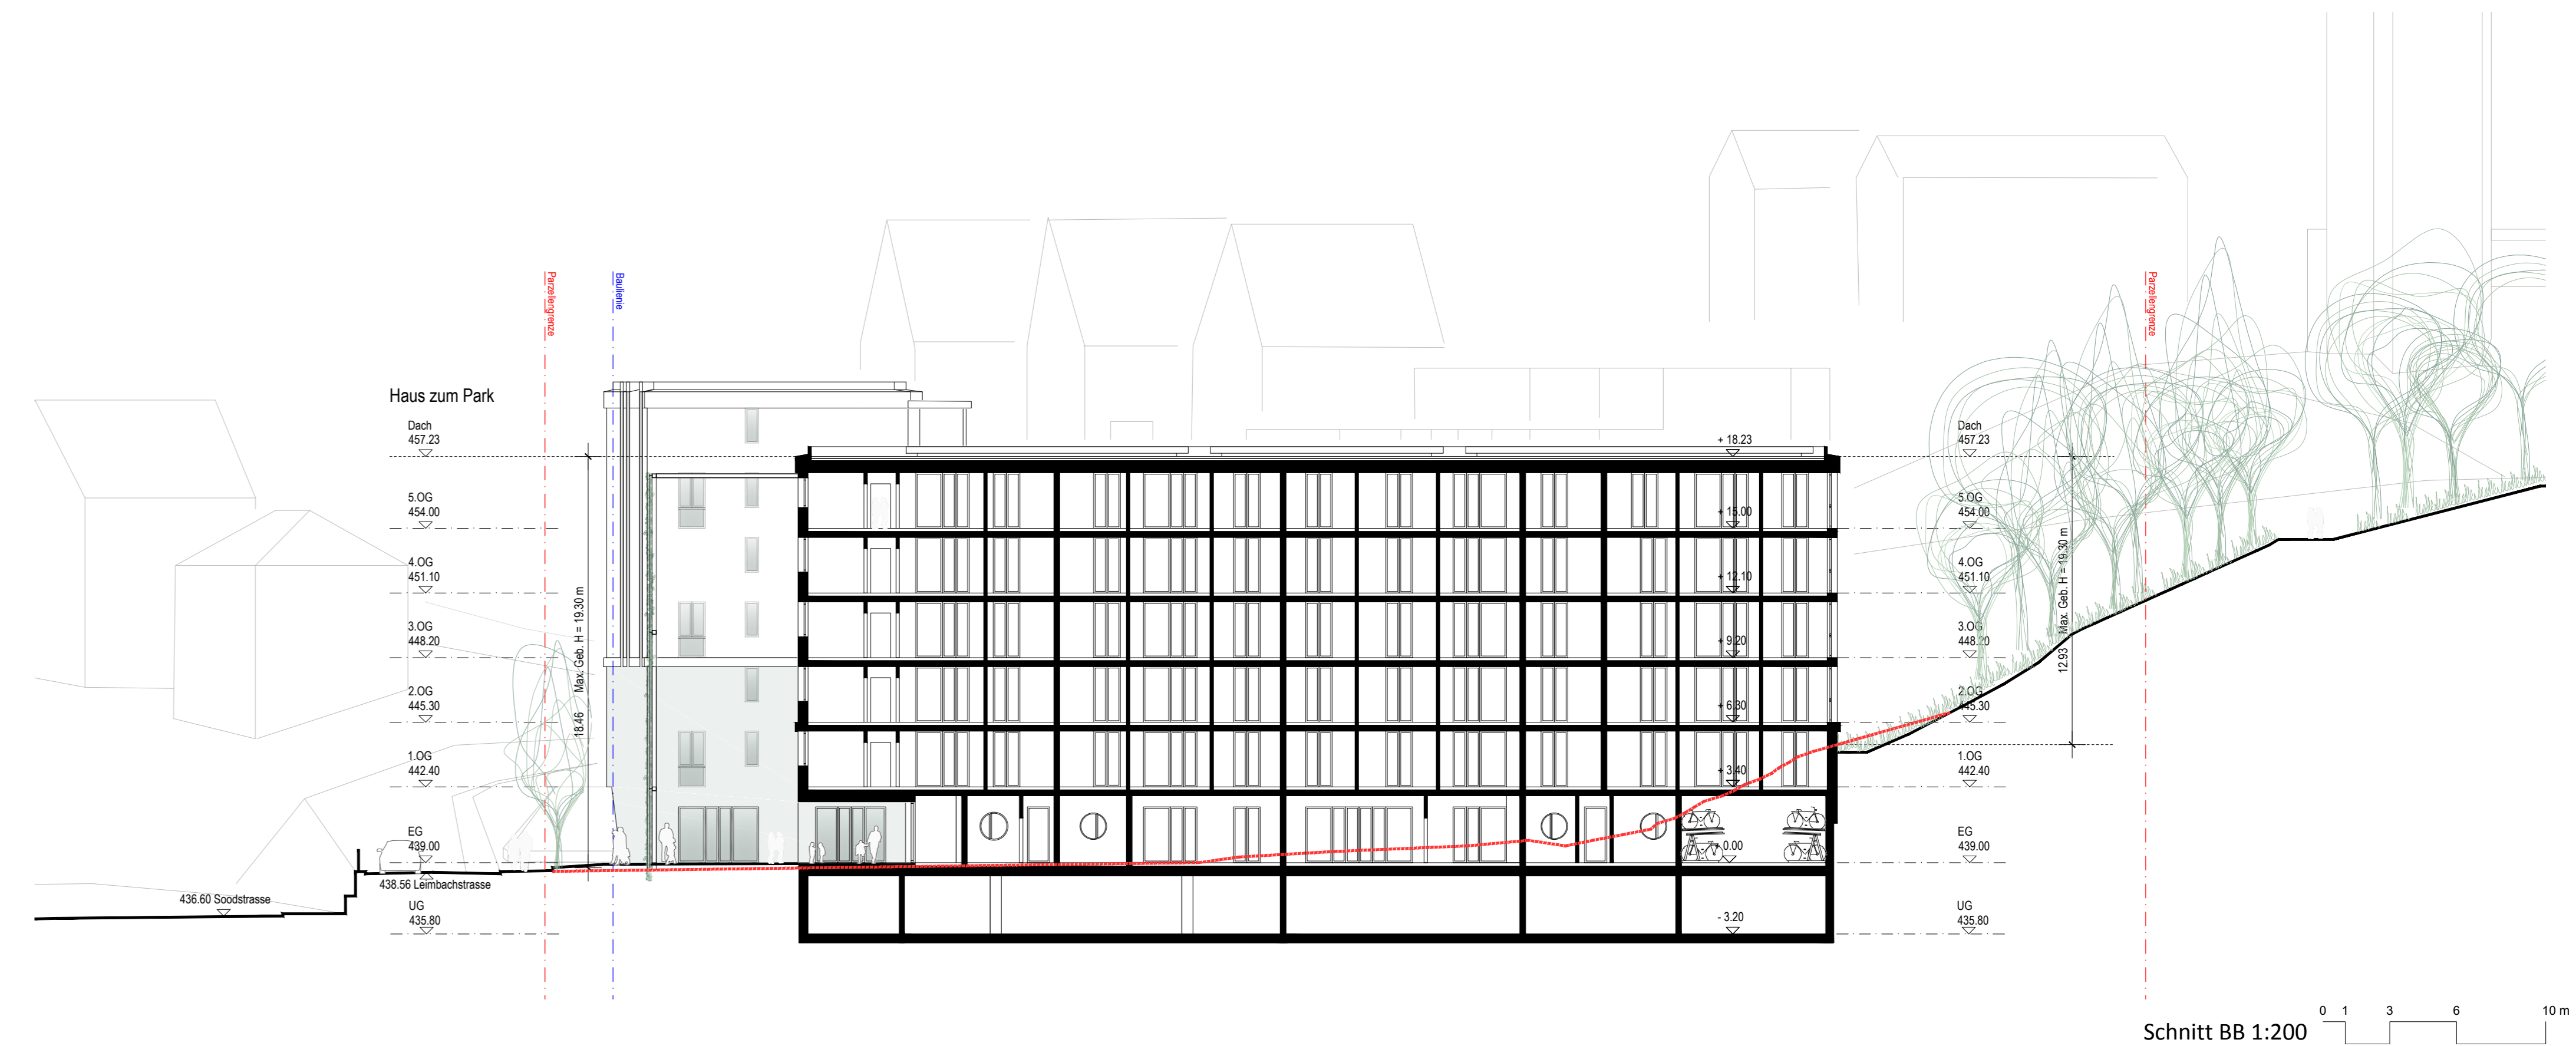 Parzellengrenze
Baulienie
Parzellengrenze
Haus zum Park
Dach
457.23
5.OG
454.00
4.OG
451.10
3.OG
448.20
2.OG
445.30
1.OG
442.40
EG
439.00
438.56 Leimbachstrasse
436.60 Soodstrasse
UG
435.80
18.46 Max. Geb. H = 19.30 m
+ 18.23
+ 15.00
+ 12.10
+ 9.20
+ 6.30
+ 3.40
0.00
- 3.20
Dach
457.23
5.OG
454.00
4.OG
451.10
3.OG
448.20
2.OG
445.30
1.OG
442.40
EG
439.00
UG
435.80
12.93 Max. Geb. H = 19.30 m
Schnitt BB 1:200
0 1 3 6 10 m